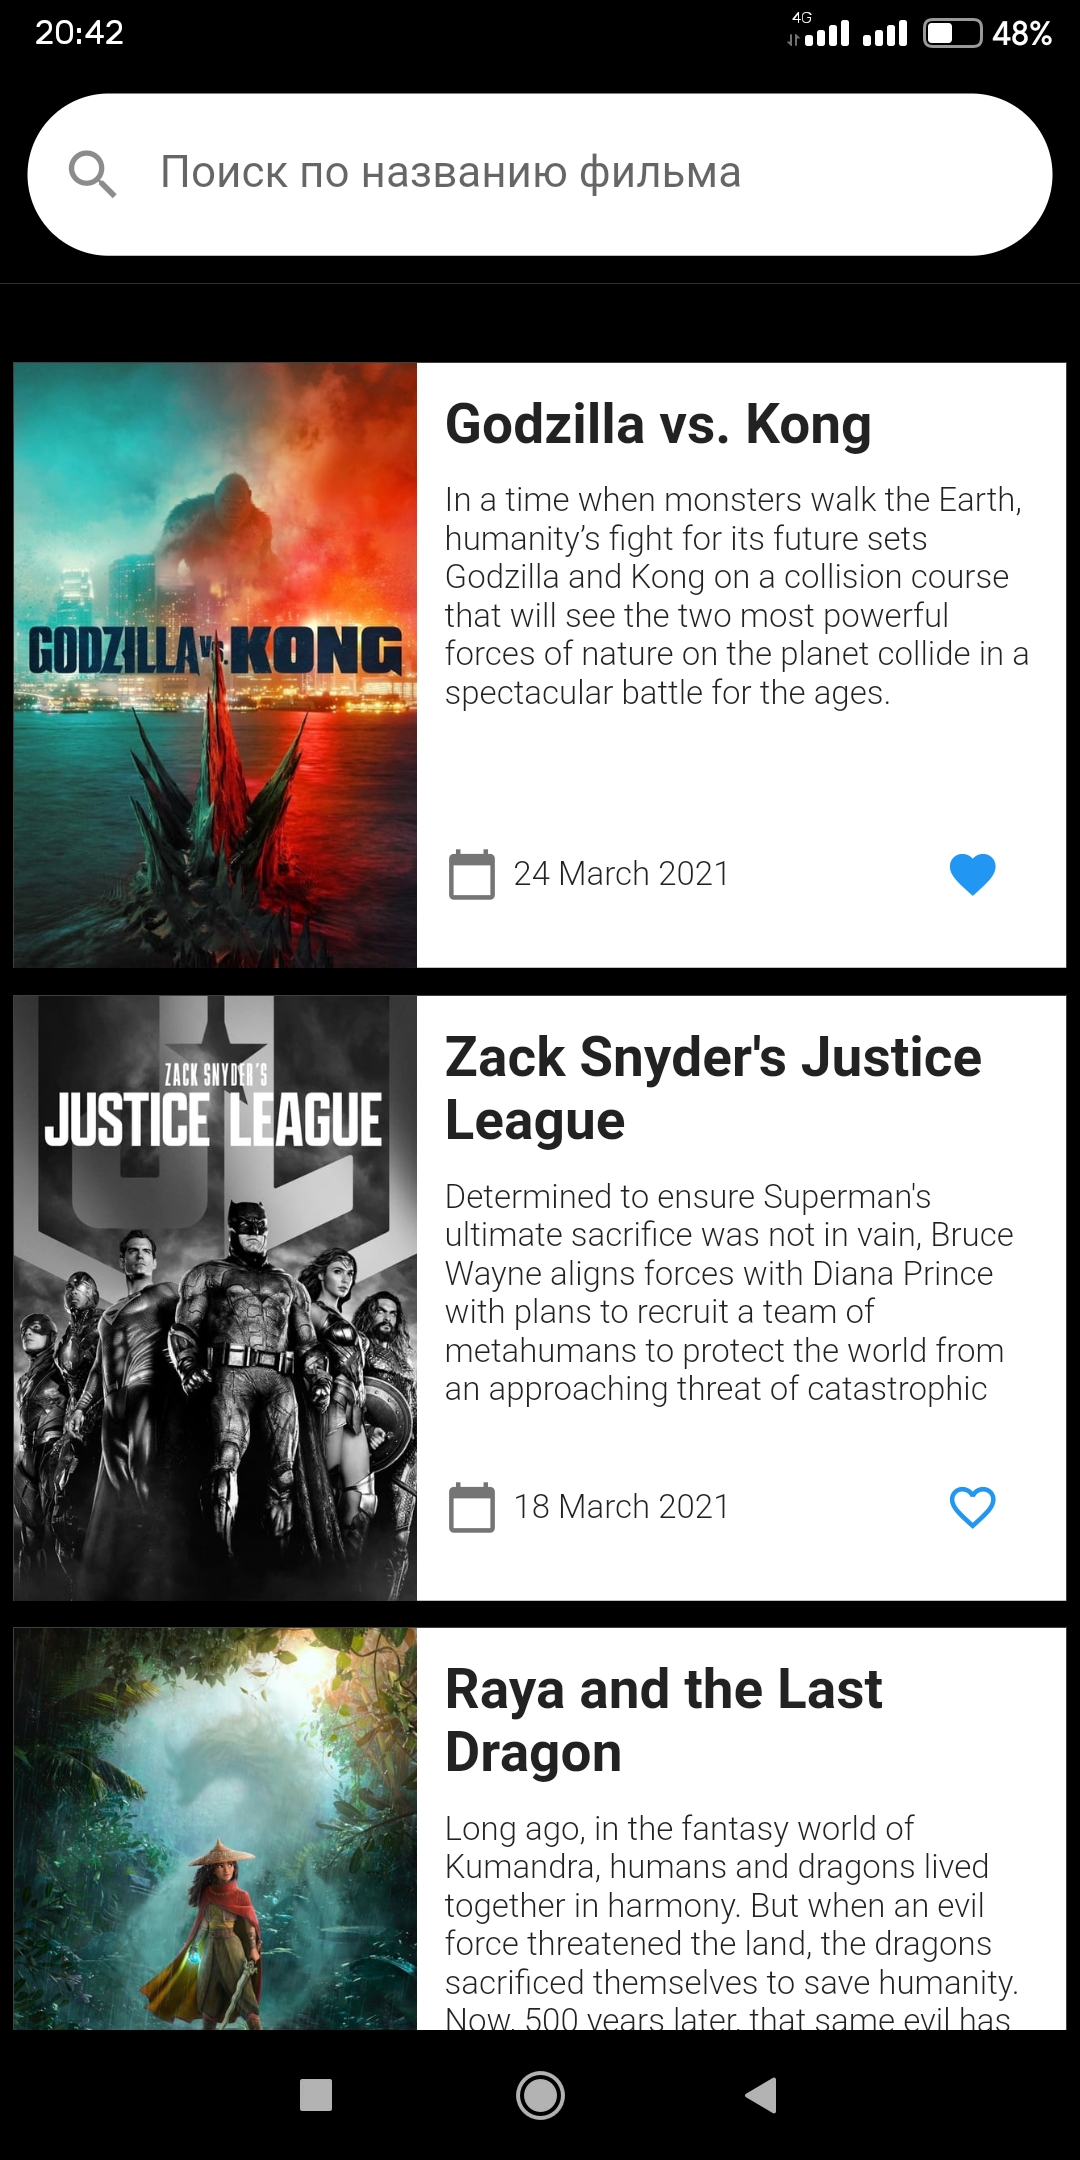 20:42
4G
48%
Поиск по названию фильма
GODZILLA vs. KONG
Godzilla vs. Kong
In a time when monsters walk the Earth,
humanity’s fight for its future sets
Godzilla and Kong on a collision course
that will see the two most powerful
forces of nature on the planet collide in a
spectacular battle for the ages.
24 March 2021
ZACK SNYDER'S
JUSTICE LEAGUE
Zack Snyder's Justice
League
Determined to ensure Superman's
ultimate sacrifice was not in vain, Bruce
Wayne aligns forces with Diana Prince
with plans to recruit a team of
metahumans to protect the world from
an approaching threat of catastrophic
18 March 2021
Raya and the Last
Dragon
Long ago, in the fantasy world of
Kumandra, humans and dragons lived
together in harmony. But when an evil
force threatened the land, the dragons
sacrificed themselves to save humanity.
Now, 500 years later, that same evil has